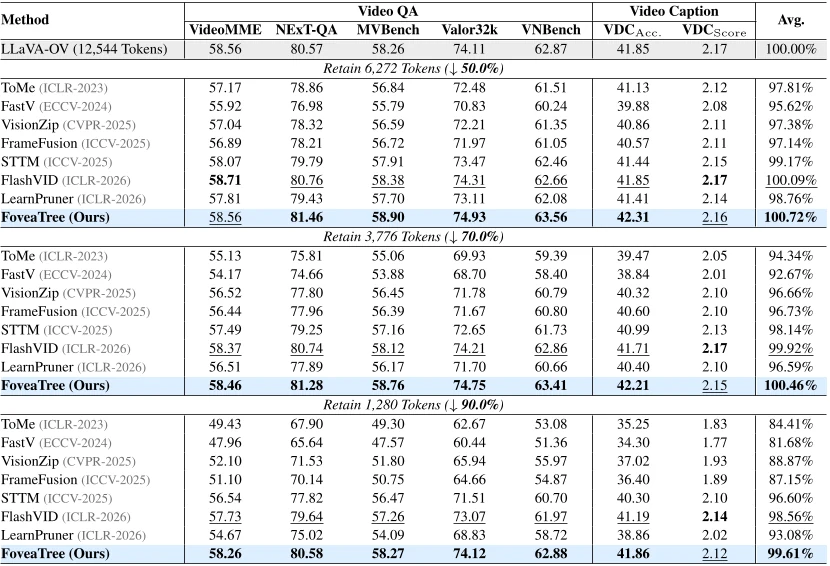 Method Video QA Video Caption Avg.
VideoMME NExT-QA MVBench Valor32k VNBench VDC_Acc. VDC_Score
LLaVA-OV (12,544 Tokens) 58.56 80.57 58.26 74.11 62.87 41.85 2.17 100.00%
Retain 6,272 Tokens (↓ 50.0%)
ToMe (ICLR-2023) 57.17 78.86 56.84 72.48 61.51 41.13 2.12 97.81%
FastV (ECCV-2024) 55.92 76.98 55.79 70.83 60.24 39.88 2.08 95.62%
VisionZip (CVPR-2025) 57.04 78.32 56.59 72.21 61.35 40.86 2.11 97.38%
FrameFusion (ICCV-2025) 56.89 78.21 56.72 71.97 61.05 40.57 2.11 97.14%
STTM (ICCV-2025) 58.07 79.79 57.91 73.47 62.46 41.44 2.15 99.17%
FlashVID (ICLR-2026) 58.71 80.76 58.38 74.31 62.66 41.85 2.17 100.09%
LearnPruner (ICLR-2026) 57.81 79.43 57.70 73.11 62.08 41.41 2.14 98.76%
FoveaTree (Ours) 58.56 81.46 58.90 74.93 63.56 42.31 2.16 100.72%
Retain 3,776 Tokens (↓ 70.0%)
ToMe (ICLR-2023) 55.13 75.81 55.06 69.93 59.39 39.47 2.05 94.34%
FastV (ECCV-2024) 54.17 74.66 53.88 68.70 58.40 38.84 2.01 92.67%
VisionZip (CVPR-2025) 56.52 77.80 56.45 71.78 60.79 40.32 2.10 96.66%
FrameFusion (ICCV-2025) 56.44 77.96 56.39 71.67 60.80 40.60 2.10 96.73%
STTM (ICCV-2025) 57.49 79.25 57.16 72.65 61.73 40.99 2.13 98.14%
FlashVID (ICLR-2026) 58.37 80.74 58.12 74.21 62.86 41.71 2.17 99.92%
LearnPruner (ICLR-2026) 56.51 77.89 56.17 71.70 60.66 40.40 2.10 96.59%
FoveaTree (Ours) 58.46 81.28 58.76 74.75 63.41 42.21 2.15 100.46%
Retain 1,280 Tokens (↓ 90.0%)
ToMe (ICLR-2023) 49.43 67.90 49.30 62.67 53.08 35.25 1.83 84.41%
FastV (ECCV-2024) 47.96 65.64 47.57 60.44 51.36 34.30 1.77 81.68%
VisionZip (CVPR-2025) 52.10 71.53 51.80 65.94 55.97 37.02 1.93 88.87%
FrameFusion (ICCV-2025) 51.10 70.14 50.75 64.66 54.87 36.40 1.89 87.15%
STTM (ICCV-2025) 56.54 77.82 56.47 71.51 60.70 40.30 2.10 96.60%
FlashVID (ICLR-2026) 57.73 79.64 57.26 73.07 61.97 41.19 2.14 98.56%
LearnPruner (ICLR-2026) 54.67 75.02 54.09 68.83 58.72 38.86 2.02 93.08%
FoveaTree (Ours) 58.26 80.58 58.27 74.12 62.88 41.86 2.12 99.61%